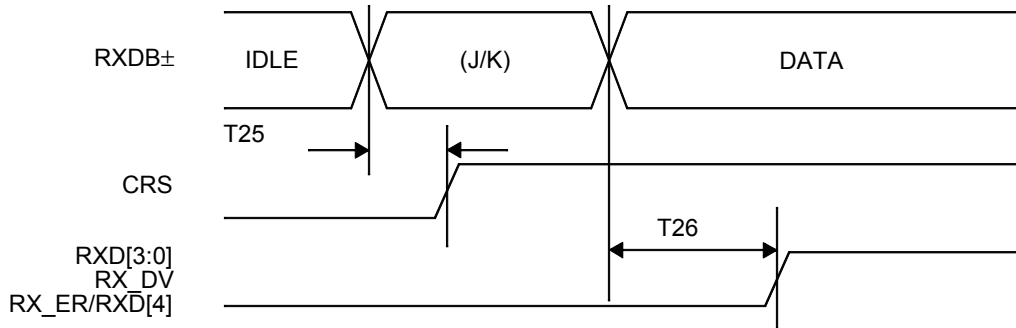 RXDB± IDLE (J/K) DATA
T25
CRS
T26
RXD[3:0]
RX_DV
RX_ER/RXD[4]